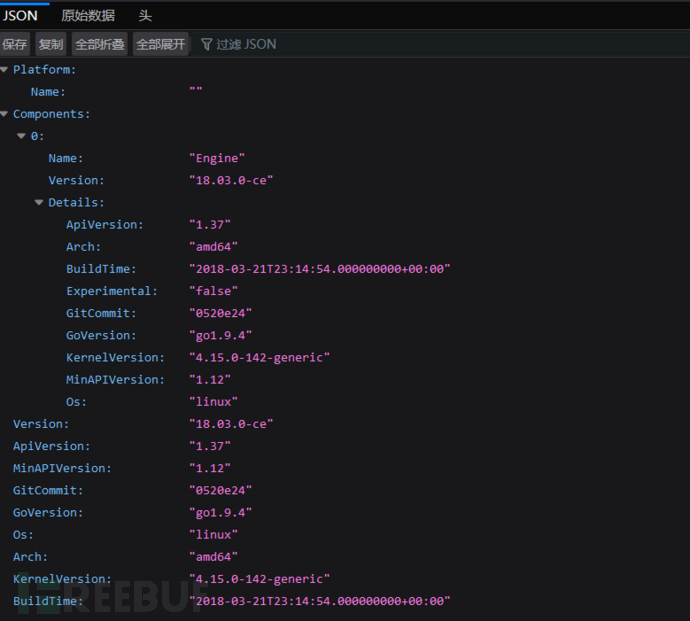 JSON 原始数据 头
保存 复制 全部折叠 全部展开 过滤 JSON
Platform:
Name: ""
Components:
0:
Name: "Engine"
Version: "18.03.0-ce"
Details:
ApiVersion: "1.37"
Arch: "amd64"
BuildTime: "2018-03-21T23:14:54.000000000+00:00"
Experimental: "false"
GitCommit: "0520e24"
GoVersion: "go1.9.4"
KernelVersion: "4.15.0-142-generic"
MinAPIVersion: "1.12"
Os: "linux"
Version: "18.03.0-ce"
ApiVersion: "1.37"
MinAPIVersion: "1.12"
GitCommit: "0520e24"
GoVersion: "go1.9.4"
Os: "linux"
Arch: "amd64"
KernelVersion: "4.15.0-142-generic"
BuildTime: "2018-03-21T23:14:54.000000000+00:00"
FREEBUF